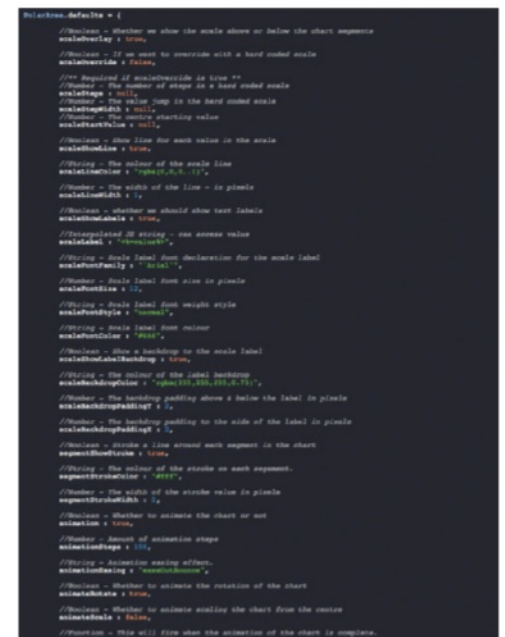 PolarArea.defaults = {
//Boolean - Whether we show the scale above or below the chart segments
scaleOverlay : true,
//Boolean - If we want to override with a hard coded scale
scaleOverride : false,
//** Required if scaleOverride is true **
//Number - The number of steps in a hard coded scale
scaleSteps : null,
//Number - The value jump in the hard coded scale
scaleStepWidth : null,
//Number - The centre starting value
scaleStartValue : null,
//Boolean - Show line for each value in the scale
scaleShowLine : true,
//String - The colour of the scale line
scaleLineColor : "rgba(0,0,0,.1)",
//Number - The width of the line - in pixels
scaleLineWidth : 1,
//Boolean - whether we should show text labels
scaleShowLabels : true,
//Interpolated JS string - can access value
scaleLabel : "<%=value%>",
//String - Scale label font declaration for the scale label
scaleFontFamily : "'Arial'",
//Number - Scale label font size in pixels
scaleFontSize : 12,
//String - Scale label font weight style
scaleFontStyle : "normal",
//String - Scale label font colour
scaleFontColor : "#666",
//Boolean - Show a backdrop to the scale label
scaleShowLabelBackdrop : true,
//String - The colour of the label backdrop
scaleBackdropColor : "rgba(255,255,255,0.75)",
//Number - The backdrop padding above & below the label in pixels
scaleBackdropPaddingY : 2,
//Number - The backdrop padding to the side of the label in pixels
scaleBackdropPaddingX : 2,
//Boolean - Stroke a line around each segment in the chart
segmentShowStroke : true,
//String - The colour of the stroke on each segment.
segmentStrokeColor : "#fff",
//Number - The width of the stroke value in pixels
segmentStrokeWidth : 2,
//Boolean - Whether to animate the chart or not
animation : true,
//Number - Amount of animation steps
animationSteps : 100,
//String - Animation easing effect.
animationEasing : "easeOutBounce",
//Boolean - Whether to animate the rotation of the chart
animateRotate : true,
//Boolean - Whether to animate scaling the chart from the centre
animateScale : false,
//Function - This will fire when the animation of the chart is complete.